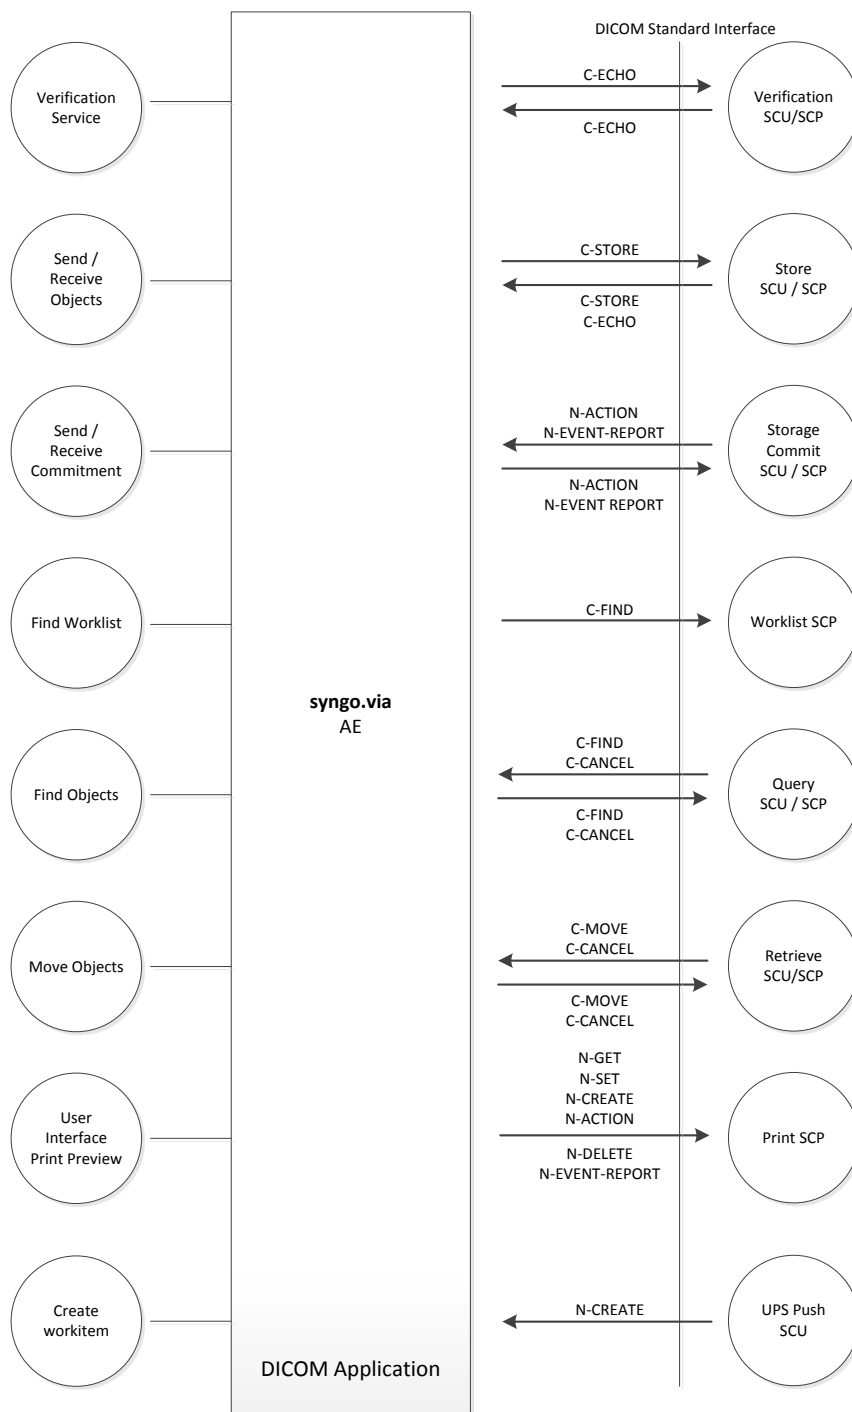 DICOM Standard Interface
Verification
Service
C-ECHO
C-ECHO
Verification
SCU/SCP
Send /
Receive
Objects
C-STORE
C-STORE
C-ECHO
Store
SCU / SCP
Send /
Receive
Commitment
N-ACTION
N-EVENT-REPORT
N-ACTION
N-EVENT REPORT
Storage
Commit
SCU / SCP
Find Worklist
C-FIND
Worklist SCP
syngo.via
AE
Find Objects
C-FIND
C-CANCEL
C-FIND
C-CANCEL
Query
SCU / SCP
Move Objects
C-MOVE
C-CANCEL
C-MOVE
C-CANCEL
Retrieve
SCU/SCP
User
Interface
Print Preview
N-GET
N-SET
N-CREATE
N-ACTION
N-DELETE
N-EVENT-REPORT
Print SCP
Create
workitem
N-CREATE
UPS Push
SCU
DICOM Application